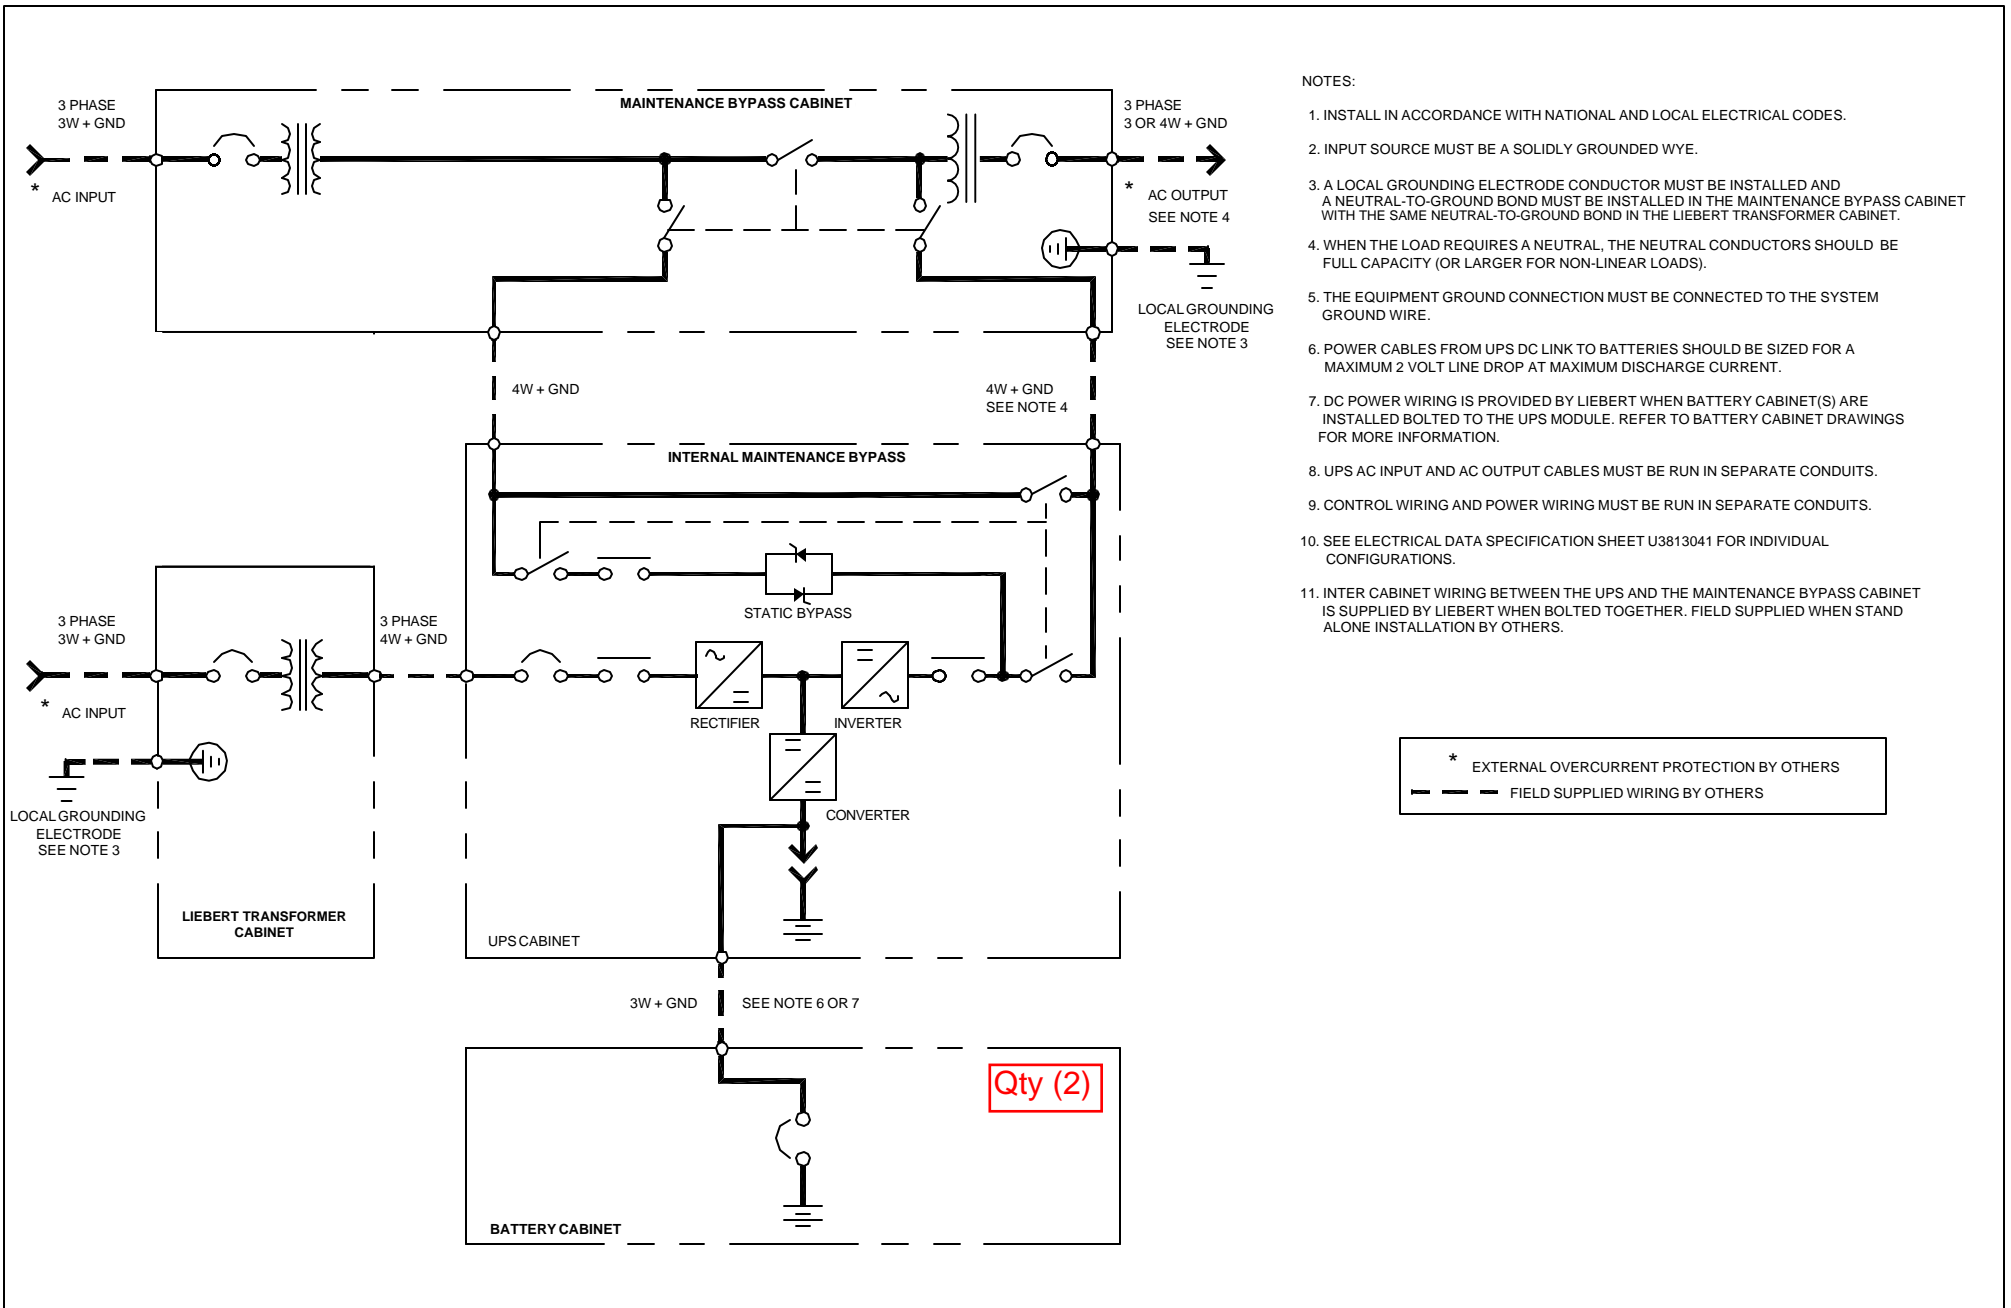 MAINTENANCE BYPASS CABINET
3 PHASE
3W + GND
* AC INPUT
3 PHASE
3 OR 4W + GND
* AC OUTPUT
SEE NOTE 4
LOCAL GROUNDING
ELECTRODE
SEE NOTE 3
4W + GND
4W + GND
SEE NOTE 4
INTERNAL MAINTENANCE BYPASS
STATIC BYPASS
3 PHASE
3W + GND
3 PHASE
4W + GND
* AC INPUT
RECTIFIER
INVERTER
CONVERTER
LOCAL GROUNDING
ELECTRODE
SEE NOTE 3
LIEBERT TRANSFORMER
CABINET
UPS CABINET
3W + GND
SEE NOTE 6 OR 7
Qty (2)
BATTERY CABINET
NOTES:
1. INSTALL IN ACCORDANCE WITH NATIONAL AND LOCAL ELECTRICAL CODES.
2. INPUT SOURCE MUST BE A SOLIDLY GROUNDED WYE.
3. A LOCAL GROUNDING ELECTRODE CONDUCTOR MUST BE INSTALLED AND
A NEUTRAL-TO-GROUND BOND MUST BE INSTALLED IN THE MAINTENANCE BYPASS CABINET
WITH THE SAME NEUTRAL-TO-GROUND BOND IN THE LIEBERT TRANSFORMER CABINET.
4. WHEN THE LOAD REQUIRES A NEUTRAL, THE NEUTRAL CONDUCTORS SHOULD BE
FULL CAPACITY (OR LARGER FOR NON-LINEAR LOADS).
5. THE EQUIPMENT GROUND CONNECTION MUST BE CONNECTED TO THE SYSTEM
GROUND WIRE.
6. POWER CABLES FROM UPS DC LINK TO BATTERIES SHOULD BE SIZED FOR A
MAXIMUM 2 VOLT LINE DROP AT MAXIMUM DISCHARGE CURRENT.
7. DC POWER WIRING IS PROVIDED BY LIEBERT WHEN BATTERY CABINET(S) ARE
INSTALLED BOLTED TO THE UPS MODULE. REFER TO BATTERY CABINET DRAWINGS
FOR MORE INFORMATION.
8. UPS AC INPUT AND AC OUTPUT CABLES MUST BE RUN IN SEPARATE CONDUITS.
9. CONTROL WIRING AND POWER WIRING MUST BE RUN IN SEPARATE CONDUITS.
10. SEE ELECTRICAL DATA SPECIFICATION SHEET U3813041 FOR INDIVIDUAL
CONFIGURATIONS.
11. INTER CABINET WIRING BETWEEN THE UPS AND THE MAINTENANCE BYPASS CABINET
IS SUPPLIED BY LIEBERT WHEN BOLTED TOGETHER. FIELD SUPPLIED WHEN STAND
ALONE INSTALLATION BY OTHERS.
* EXTERNAL OVERCURRENT PROTECTION BY OTHERS
FIELD SUPPLIED WIRING BY OTHERS